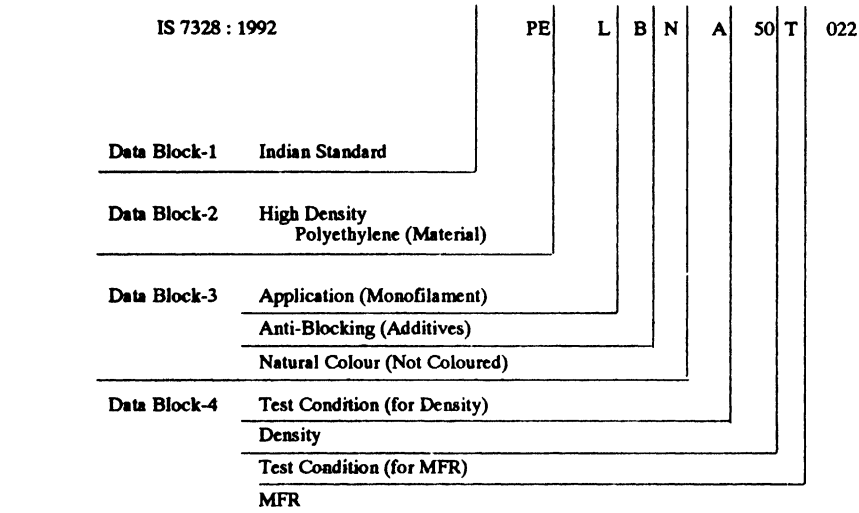 IS 7328 : 1992 PE L B N A 50 T 022
Data Block-1 Indian Standard
Data Block-2 High Density
Polyethylene (Material)
Data Block-3 Application (Monofilament)
Anti-Blocking (Additives)
Natural Colour (Not Coloured)
Data Block-4 Test Condition (for Density)
Density
Test Condition (for MFR)
MFR